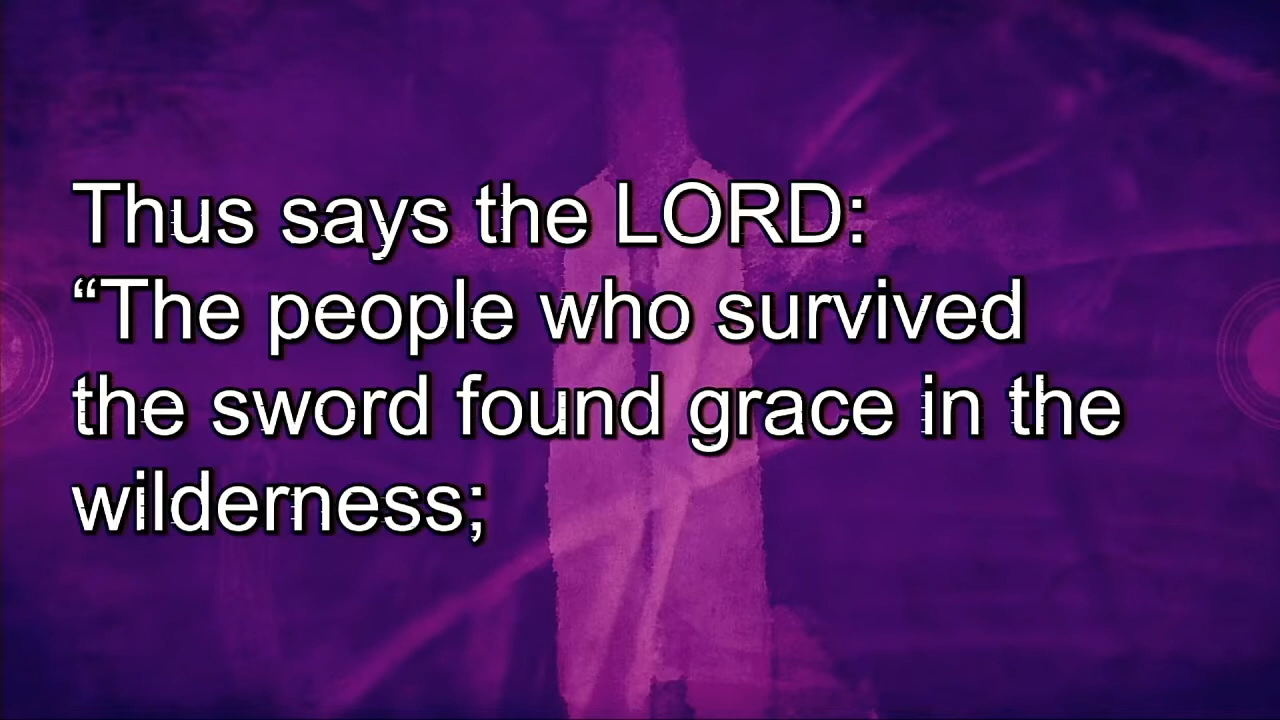 Thus says the LORD:
“The people who survived
the sword found grace in the
wilderness;